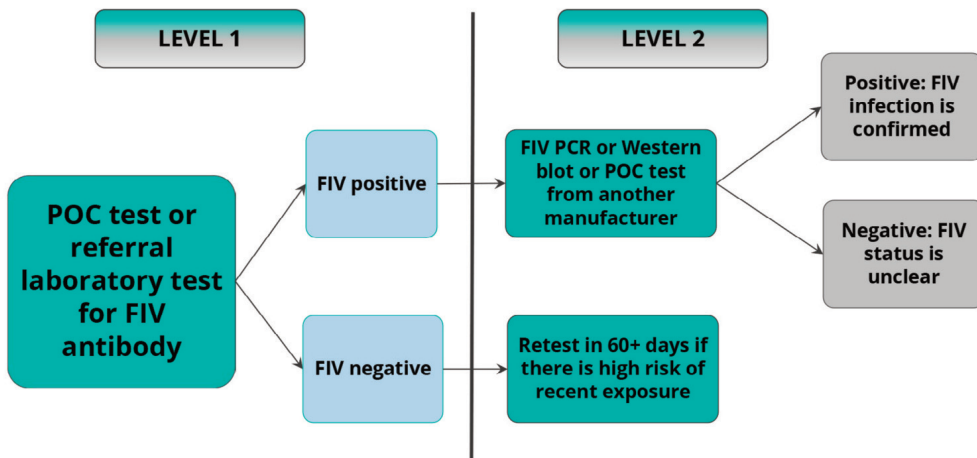 LEVEL 1
LEVEL 2
POC test or
referral
laboratory test
for FIV
antibody
FIV positive
FIV negative
FIV PCR or Western
blot or POC test
from another
manufacturer
Retest in 60+ days if
there is high risk of
recent exposure
Positive: FIV
infection is
confirmed
Negative: FIV
status is
unclear